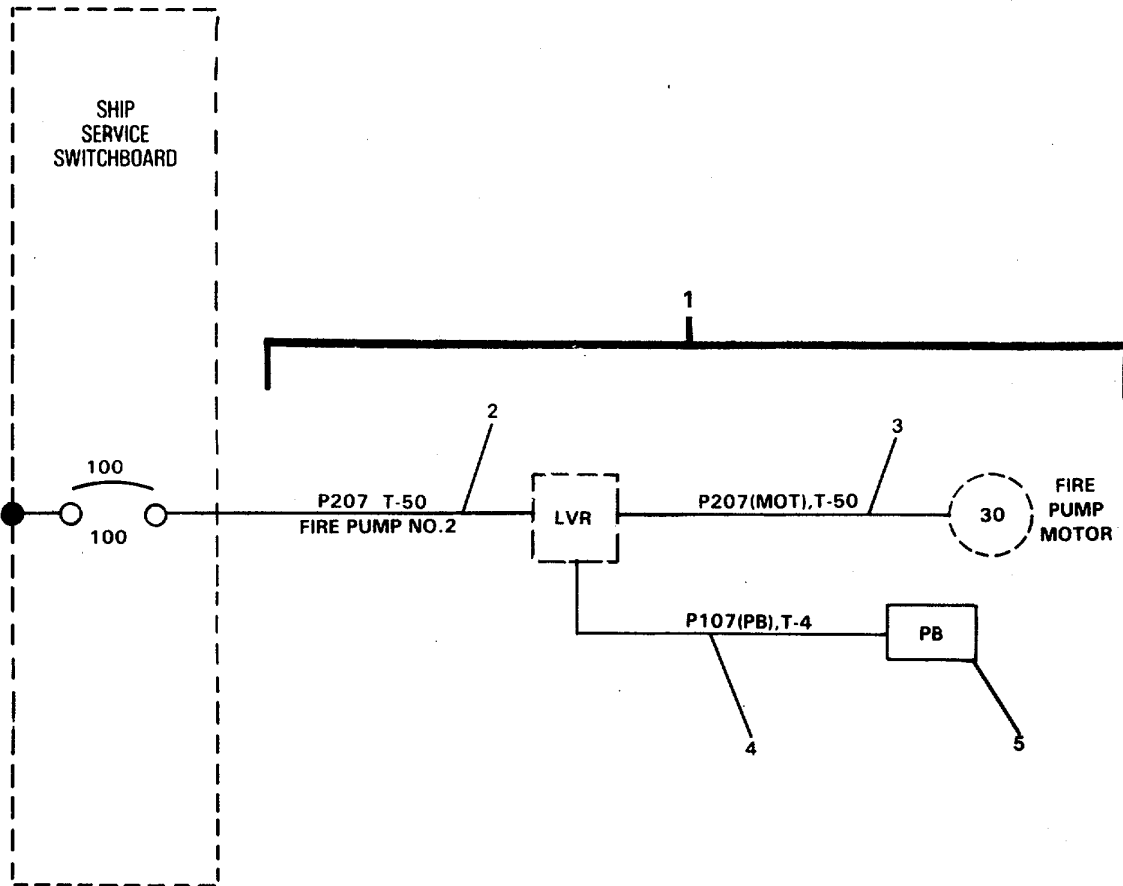 SHIP
SERVICE
SWITCHBOARD
1
2
3
100
100
P207 T-50
FIRE PUMP NO.2
LVR
P207(MOT),T-50
30
FIRE
PUMP
MOTOR
P107(PB),T-4
PB
4
5